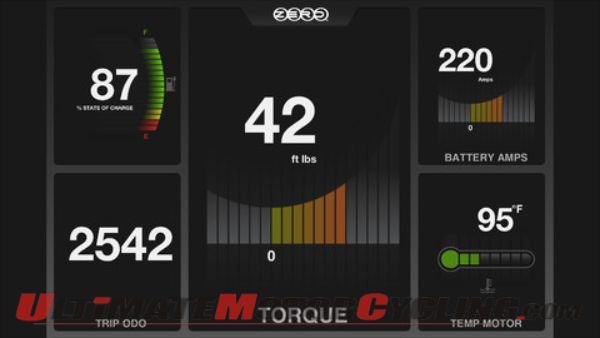 ZERO
F
87
% STATE OF CHARGE
E
42
ft lbs
0
TORQUE
220
Amps
0
BATTERY AMPS
2542
TRIP ODO
95°F
TEMP MOTOR
ULTIMATEMOTORCYCLING.COM